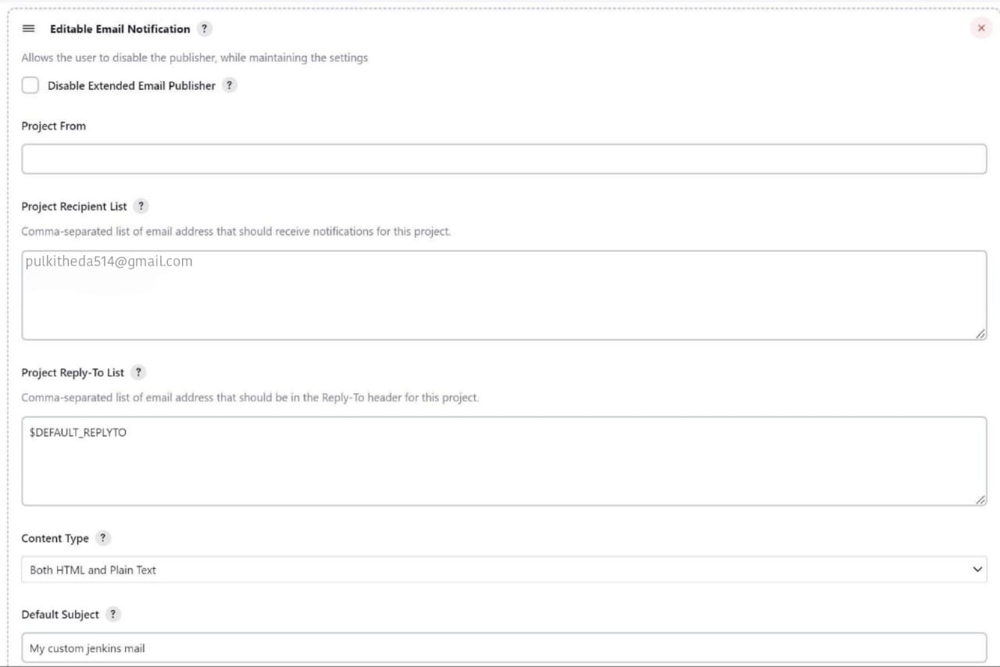 Editable Email Notification ?
Allows the user to disable the publisher, while maintaining the settings
Disable Extended Email Publisher ?
Project From
Project Recipient List ?
Comma-separated list of email address that should receive notifications for this project.
pulkitheda514@gmail.com
Project Reply-To List ?
Comma-separated list of email address that should be in the Reply-To header for this project.
$DEFAULT_REPLYTO
Content Type ?
Both HTML and Plain Text
Default Subject ?
My custom jenkins mail